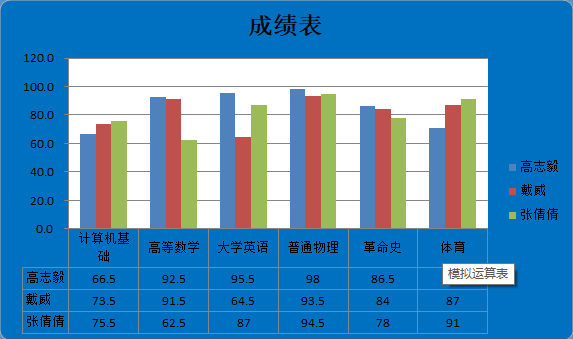 成绩表
120.0
100.0
80.0
60.0
40.0
20.0
0.0
高志毅
戴威
张倩倩
计算机基础 高等数学 大学英语 普通物理 革命史 体育
高志毅 66.5 92.5 95.5 98 86.5
戴威 73.5 91.5 64.5 93.5 84 87
张倩倩 75.5 62.5 87 94.5 78 91
模拟运算表